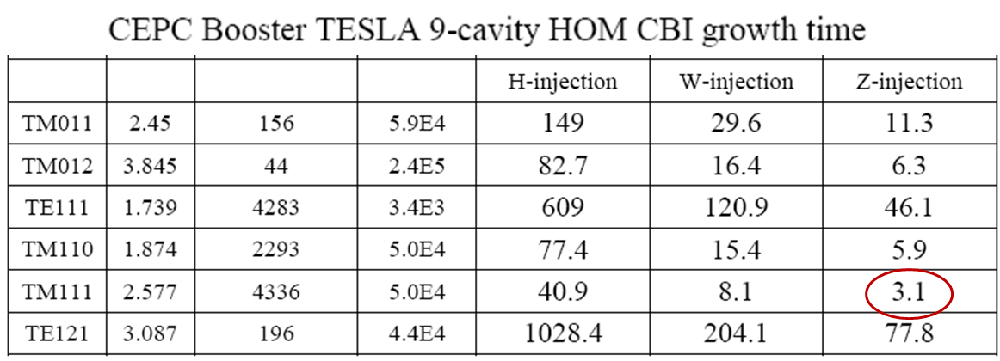 CEPC Booster TESLA 9-cavity HOM CBI growth time
H-injection W-injection Z-injection
TM011 2.45 156 5.9E4 149 29.6 11.3
TM012 3.845 44 2.4E5 82.7 16.4 6.3
TE111 1.739 4283 3.4E3 609 120.9 46.1
TM110 1.874 2293 5.0E4 77.4 15.4 5.9
TM111 2.577 4336 5.0E4 40.9 8.1 3.1
TE121 3.087 196 4.4E4 1028.4 204.1 77.8